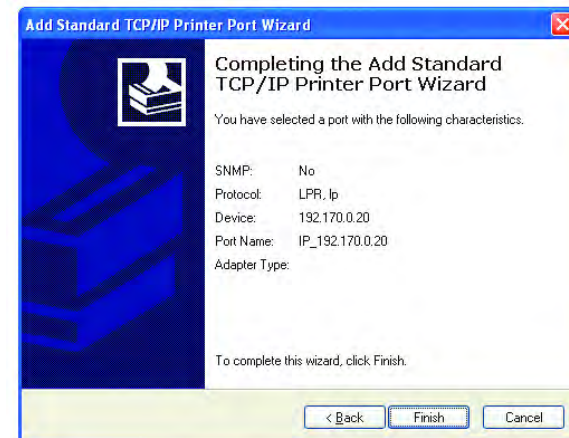 Add Standard TCP/IP Printer Port Wizard
Completing the Add Standard
TCP/IP Printer Port Wizard
You have selected a port with the following characteristics.
SNMP: No
Protocol: LPR, lp
Device: 192.170.0.20
Port Name: IP_192.170.0.20
Adapter Type:
To complete this wizard, click Finish.
< Back Finish Cancel